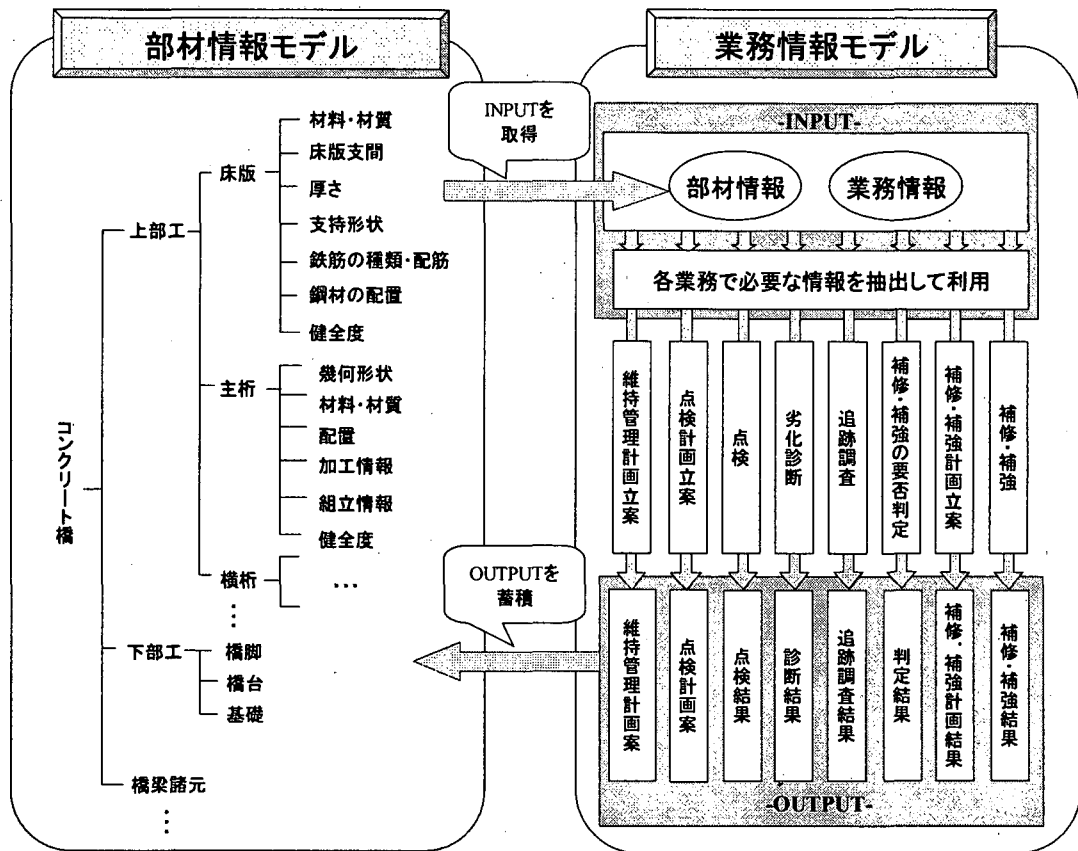 部材情報モデル
コンクリート橋
上部工
床版
材料・材質
床版支間
厚さ
支持形状
鉄筋の種類・配筋
鋼材の配置
健全度
主桁
幾何形状
材料・材質
配置
加工情報
組立情報
健全度
横桁
…
…
下部工
橋脚
橋台
基礎
橋梁諸元
…
INPUTを
取得
OUTPUTを
蓄積
業務情報モデル
-INPUT-
部材情報
業務情報
各業務で必要な情報を抽出して利用
維持管理計画立案
点検計画立案
点検
劣化診断
追跡調査
補修・補強の要否判定
補修・補強計画立案
補修・補強
維持管理計画案
点検計画案
点検結果
診断結果
追跡調査結果
判定結果
補修・補強計画結果
補修・補強結果
-OUTPUT-